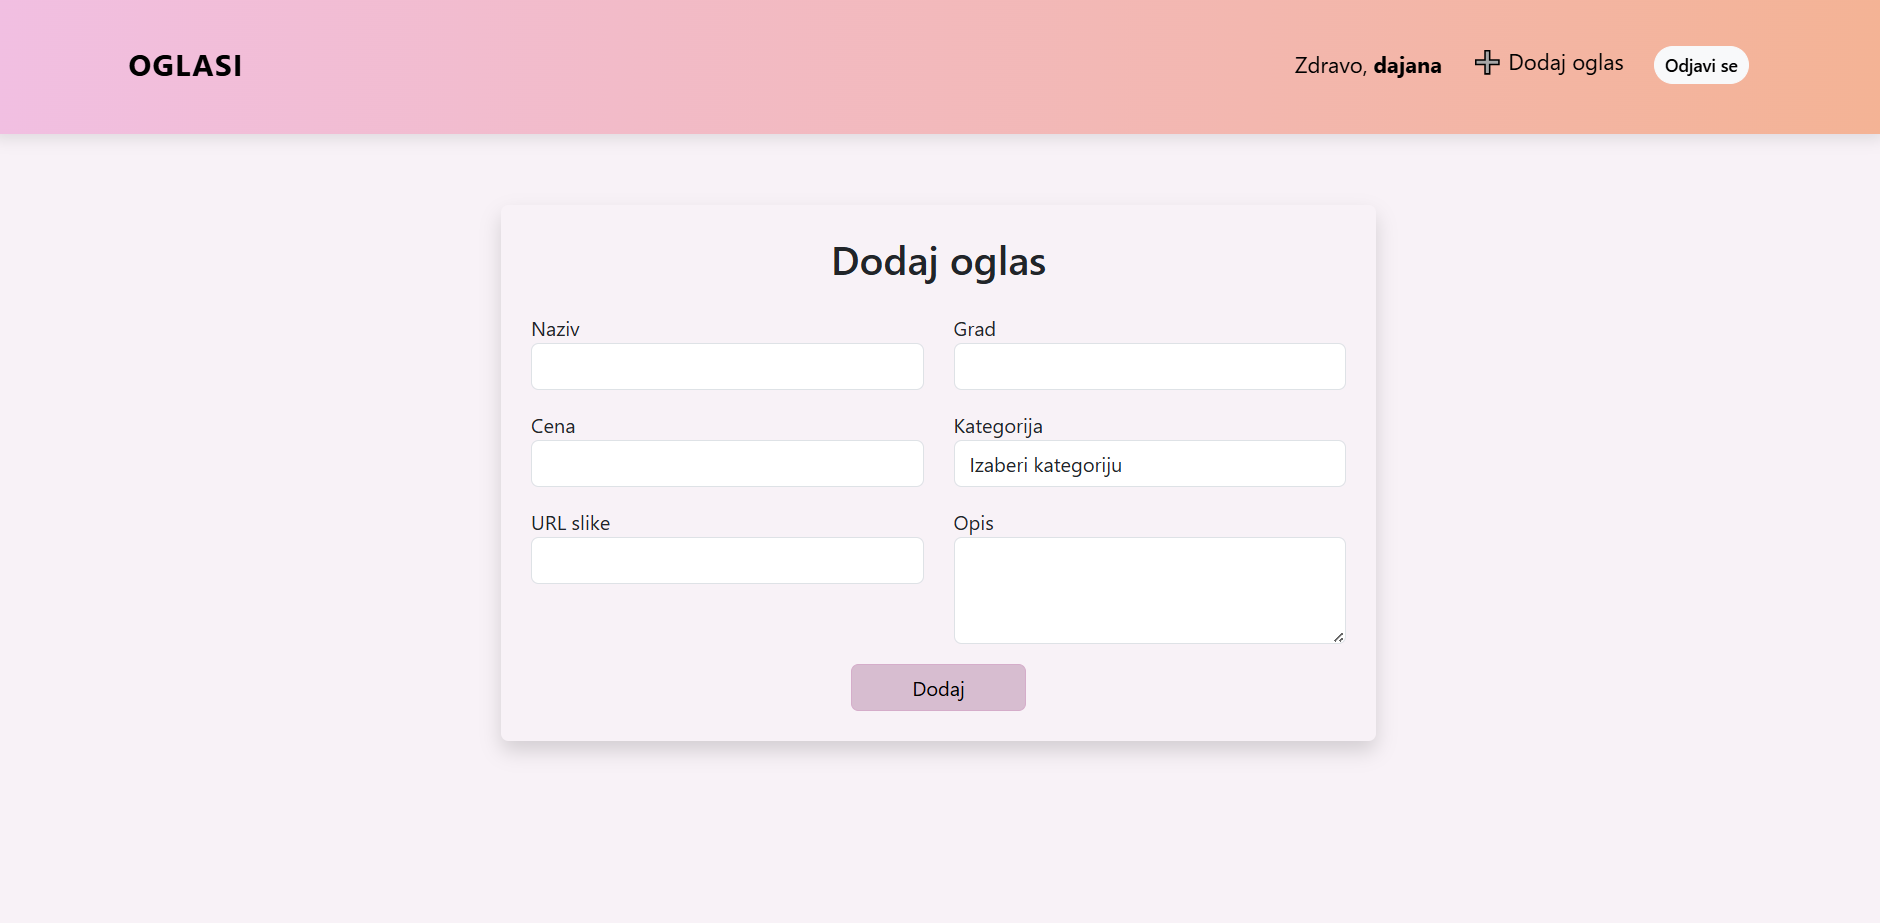 OGLASI
Zdravo, dajana
Dodaj oglas
Odjavi se
Dodaj oglas
Naziv
Grad
Cena
Kategorija
Izaberi kategoriju
URL slike
Opis
Dodaj